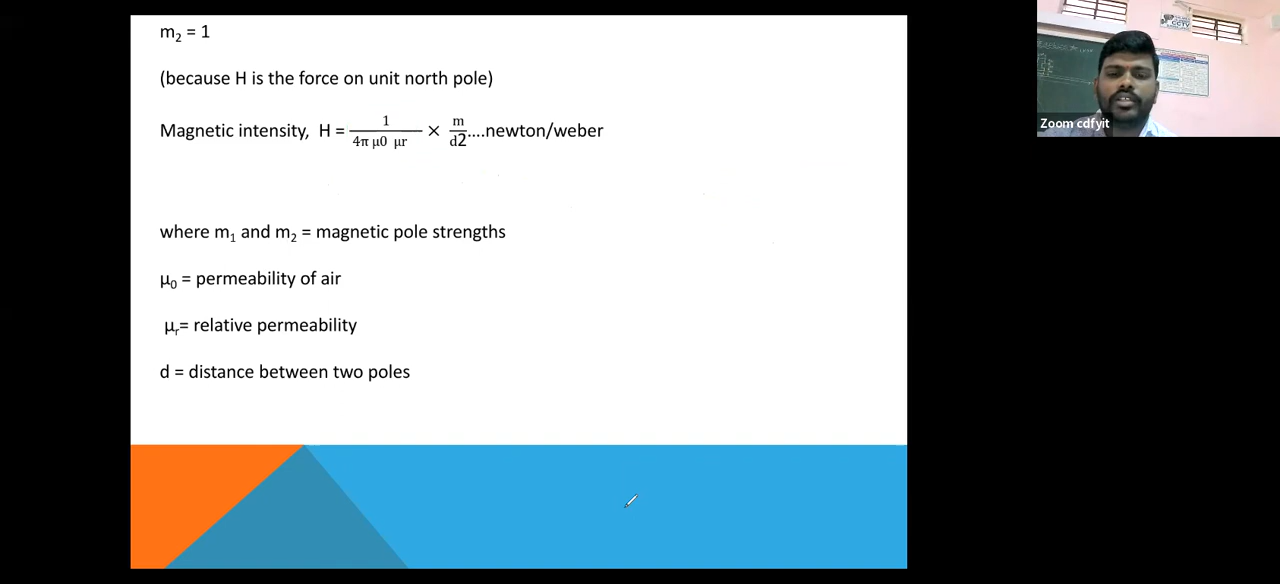 m₂ = 1
(because H is the force on unit north pole)
Magnetic intensity, H = 1/(4π μ0 μr) × m/d2....newton/weber
where m₁ and m₂ = magnetic pole strengths
μ₀ = permeability of air
μᵣ= relative permeability
d = distance between two poles
CCTV
Zoom cdfyit